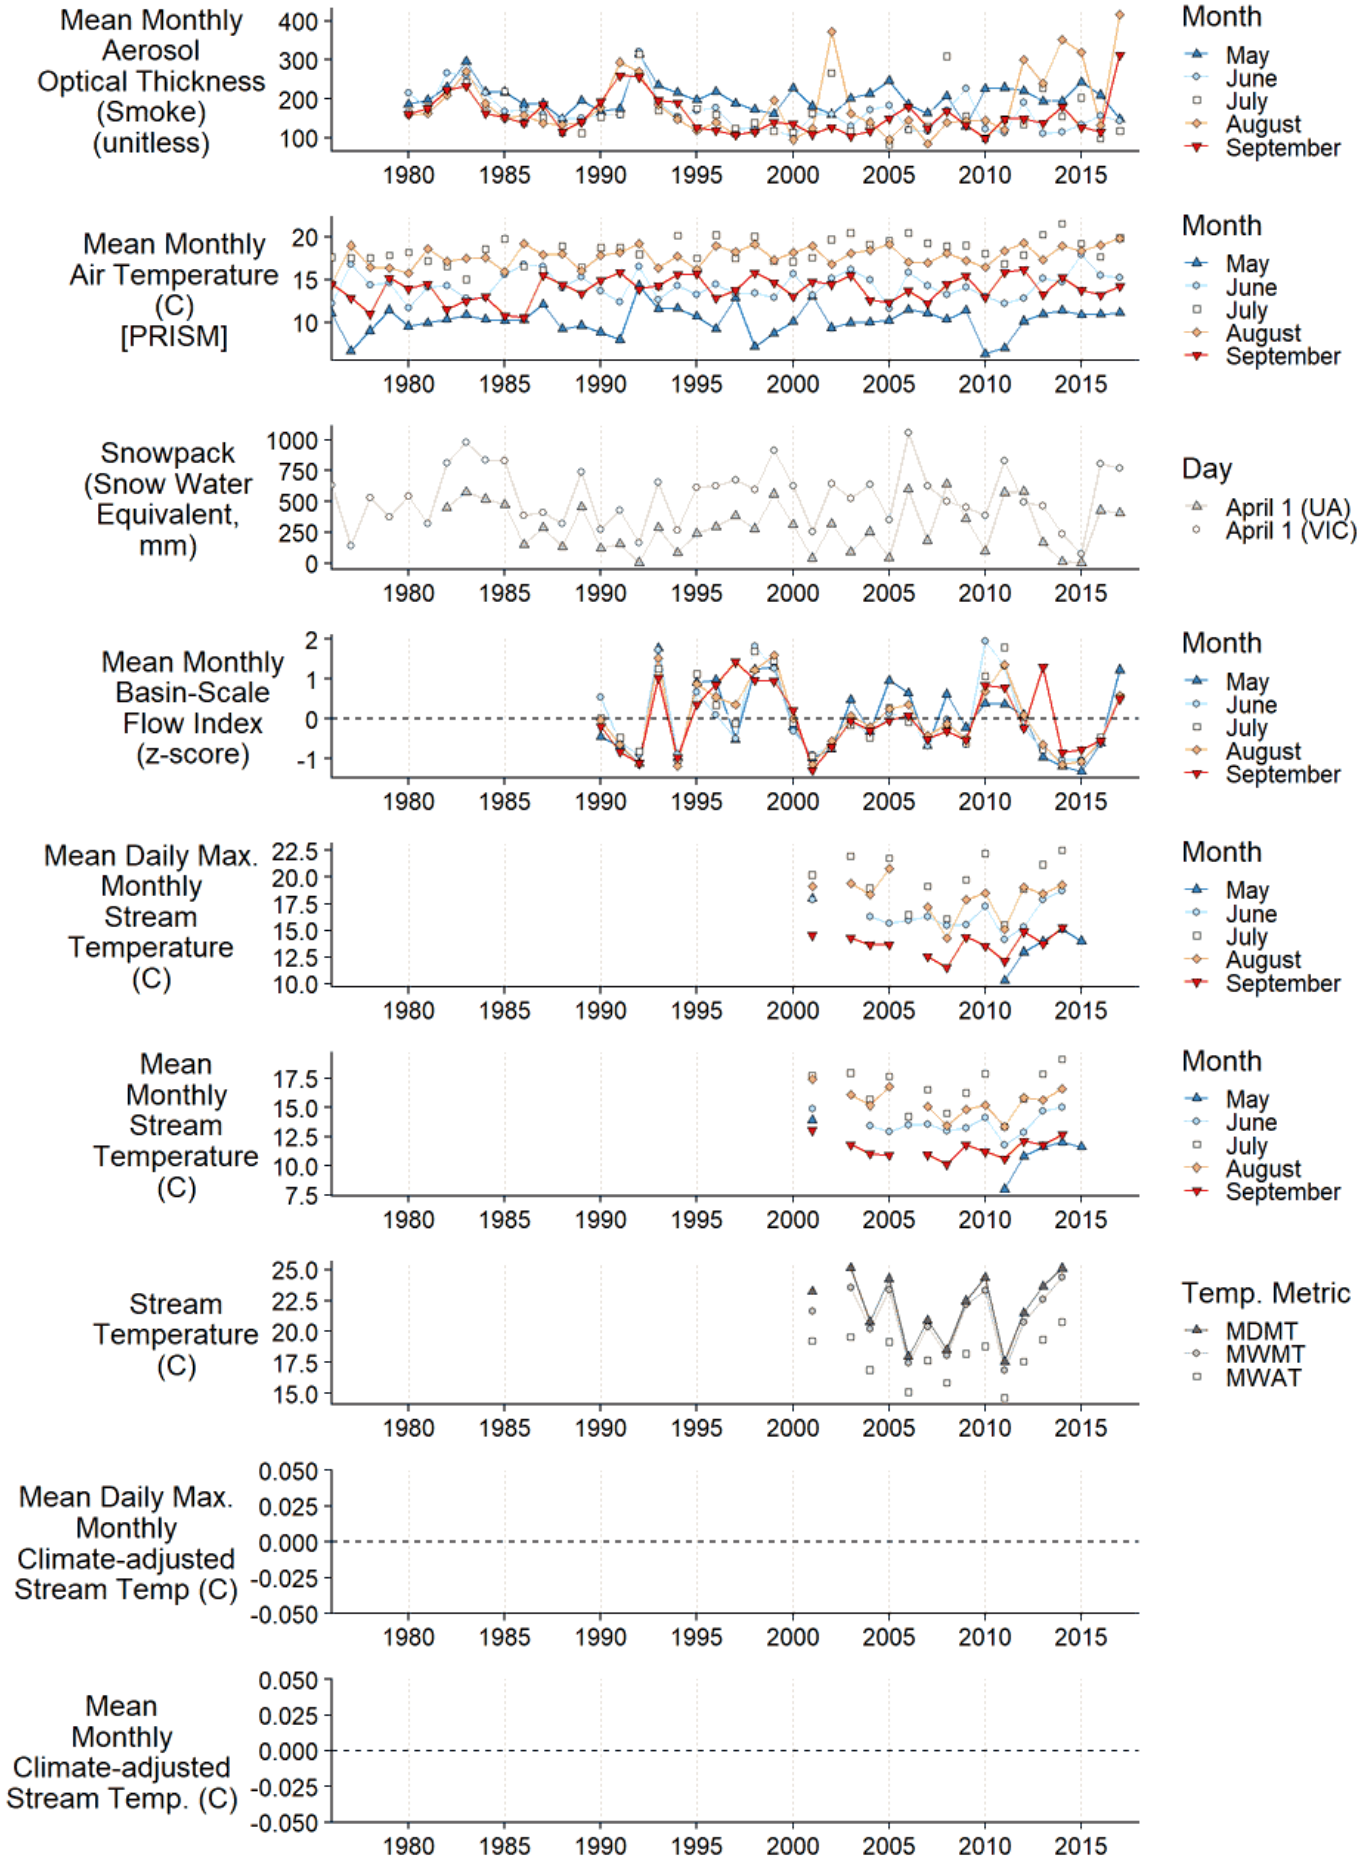 Mean Monthly
Aerosol
Optical Thickness
(Smoke)
(unitless)
400
300
200
100
1980 1985 1990 1995 2000 2005 2010 2015
Month
May
June
July
August
September
Mean Monthly
Air Temperature
(C)
[PRISM]
20
15
10
1980 1985 1990 1995 2000 2005 2010 2015
Month
May
June
July
August
September
Snowpack
(Snow Water
Equivalent,
mm)
1000
750
500
250
0
1980 1985 1990 1995 2000 2005 2010 2015
Day
April 1 (UA)
April 1 (VIC)
Mean Monthly
Basin-Scale
Flow Index
(z-score)
2
1
0
-1
1980 1985 1990 1995 2000 2005 2010 2015
Month
May
June
July
August
September
Mean Daily Max.
Monthly
Stream
Temperature
(C)
22.5
20.0
17.5
15.0
12.5
10.0
1980 1985 1990 1995 2000 2005 2010 2015
Month
May
June
July
August
September
Mean
Monthly
Stream
Temperature
(C)
17.5
15.0
12.5
10.0
7.5
1980 1985 1990 1995 2000 2005 2010 2015
Month
May
June
July
August
September
Stream
Temperature
(C)
25.0
22.5
20.0
17.5
15.0
1980 1985 1990 1995 2000 2005 2010 2015
Temp. Metric
MDMT
MWMT
MWAT
Mean Daily Max.
Monthly
Climate-adjusted
Stream Temp (C)
0.050
0.025
0.000
-0.025
-0.050
1980 1985 1990 1995 2000 2005 2010 2015
Mean
Monthly
Climate-adjusted
Stream Temp. (C)
0.050
0.025
0.000
-0.025
-0.050
1980 1985 1990 1995 2000 2005 2010 2015